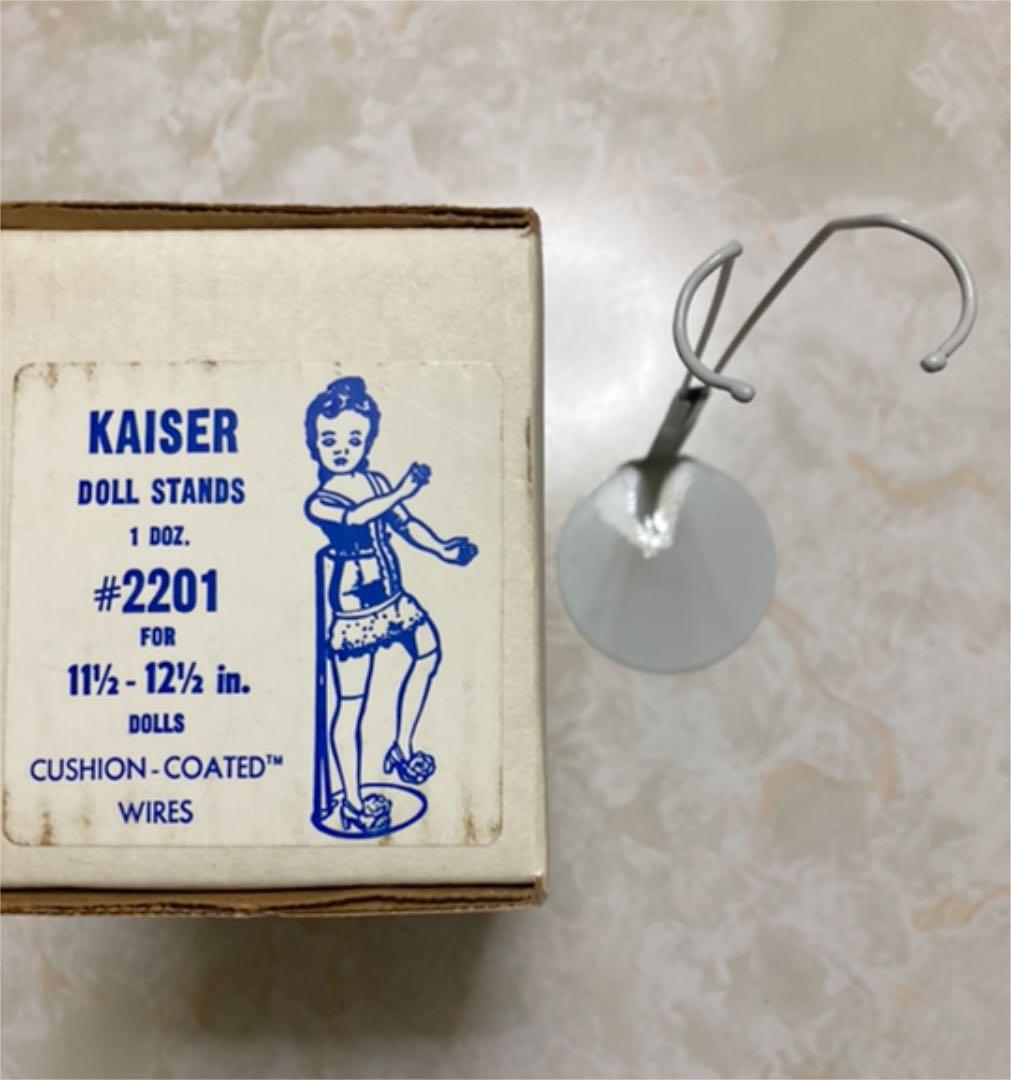 KAISER
DOLL STANDS
1 DOZ.
#2201
FOR
11½ - 12½ in.
DOLLS
CUSHION-COATED™
WIRES